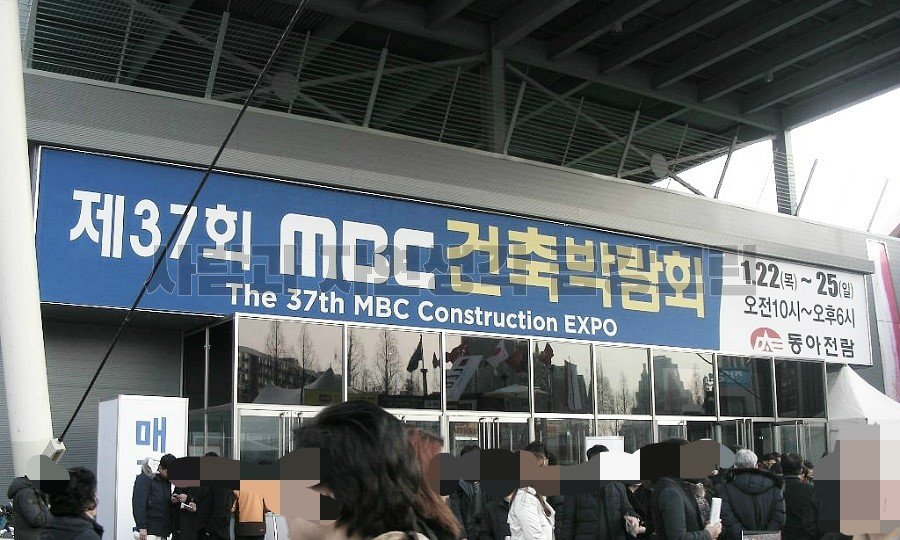 제37회 MBC 건축박람회
The 37th MBC Construction EXPO
1.22(목) ~ 25(일)
오전10시~오후6시
동아전람
매